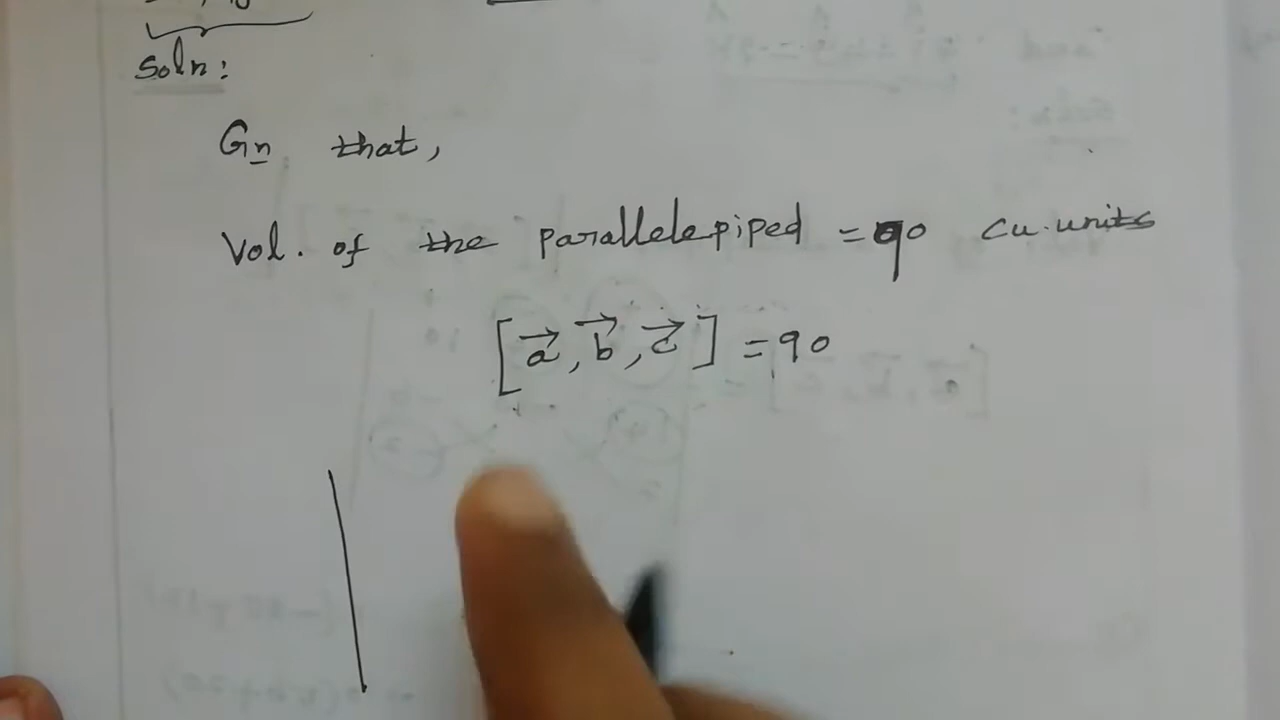 Soln:
Gn that,
Vol. of the parallelepiped = 90 cu. units
[a⃗, b⃗, c⃗] = 90